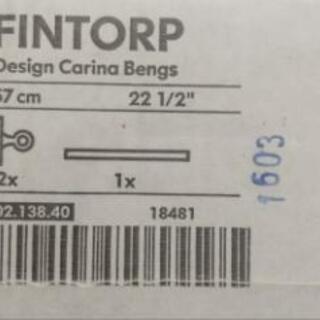 FINTORP
Design Carina Bengs
57 cm 22 1/2"
2x 1x
02.138.40 18481
1603